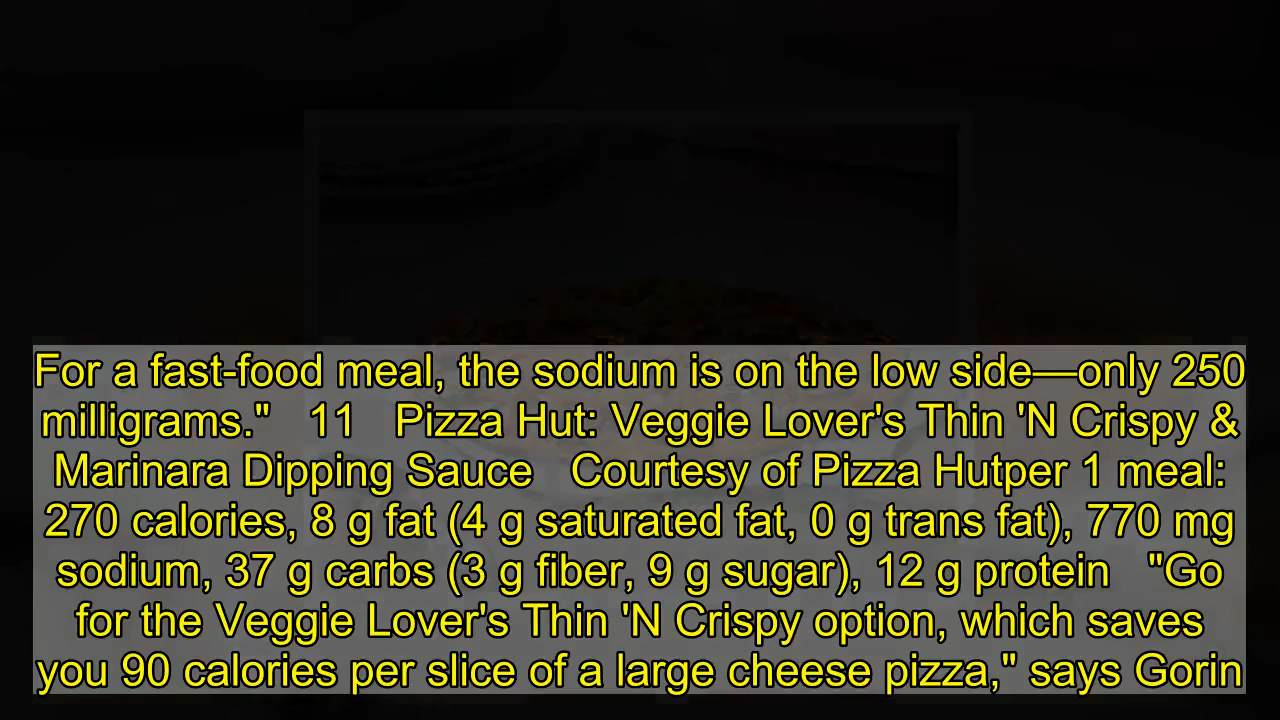 For a fast-food meal, the sodium is on the low side—only 250
milligrams."   11   Pizza Hut: Veggie Lover's Thin 'N Crispy &
Marinara Dipping Sauce   Courtesy of Pizza Hutper 1 meal:
270 calories, 8 g fat (4 g saturated fat, 0 g trans fat), 770 mg
sodium, 37 g carbs (3 g fiber, 9 g sugar), 12 g protein   "Go
for the Veggie Lover's Thin 'N Crispy option, which saves
you 90 calories per slice of a large cheese pizza," says Gorin